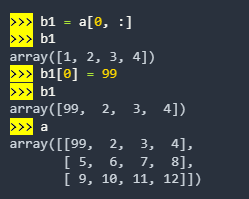 >>> b1 = a[0, :]
>>> b1
array([1, 2, 3, 4])
>>> b1[0] = 99
>>> b1
array([99,  2,  3,  4])
>>> a
array([[99,  2,  3,  4],
       [ 5,  6,  7,  8],
       [ 9, 10, 11, 12]])